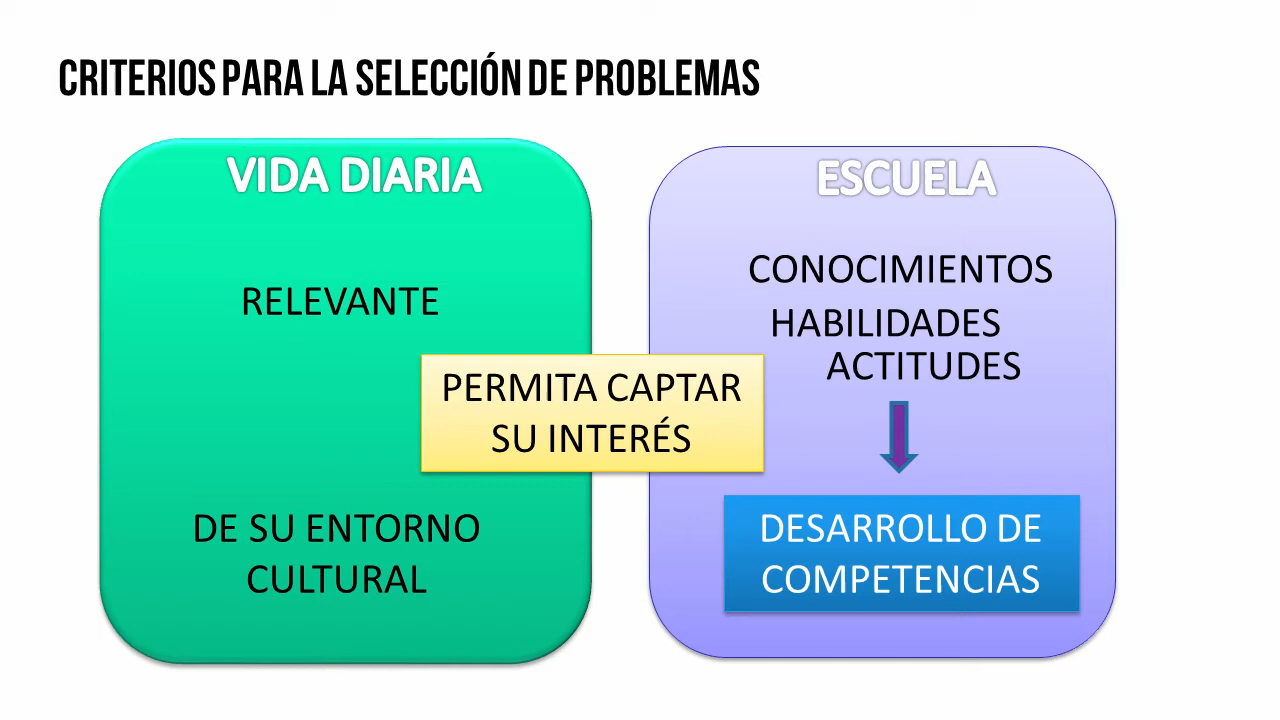 CRITERIOS PARA LA SELECCIÓN DE PROBLEMAS
VIDA DIARIA
RELEVANTE
DE SU ENTORNO
CULTURAL
PERMITA CAPTAR
SU INTERÉS
ESCUELA
CONOCIMIENTOS
HABILIDADES
ACTITUDES
DESARROLLO DE
COMPETENCIAS